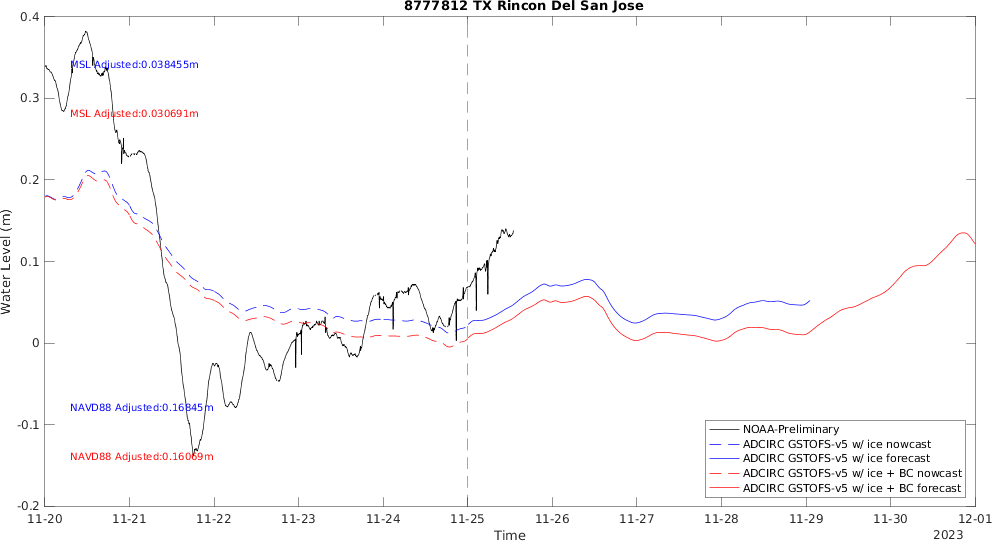 8777812 TX Rincon Del San Jose
0.4
0.3
0.2
0.1
0
-0.1
-0.2
Water Level (m)
MSL Adjusted:0.038455m
MSL Adjusted:0.030691m
NAVD88 Adjusted:0.16845m
NAVD88 Adjusted:0.16069m
NOAA-Preliminary
ADCIRC GSTOFS-v5 w/ ice nowcast
ADCIRC GSTOFS-v5 w/ ice forecast
ADCIRC GSTOFS-v5 w/ ice + BC nowcast
ADCIRC GSTOFS-v5 w/ ice + BC forecast
11-20 11-21 11-22 11-23 11-24 11-25 11-26 11-27 11-28 11-29 11-30 12-01
Time
2023